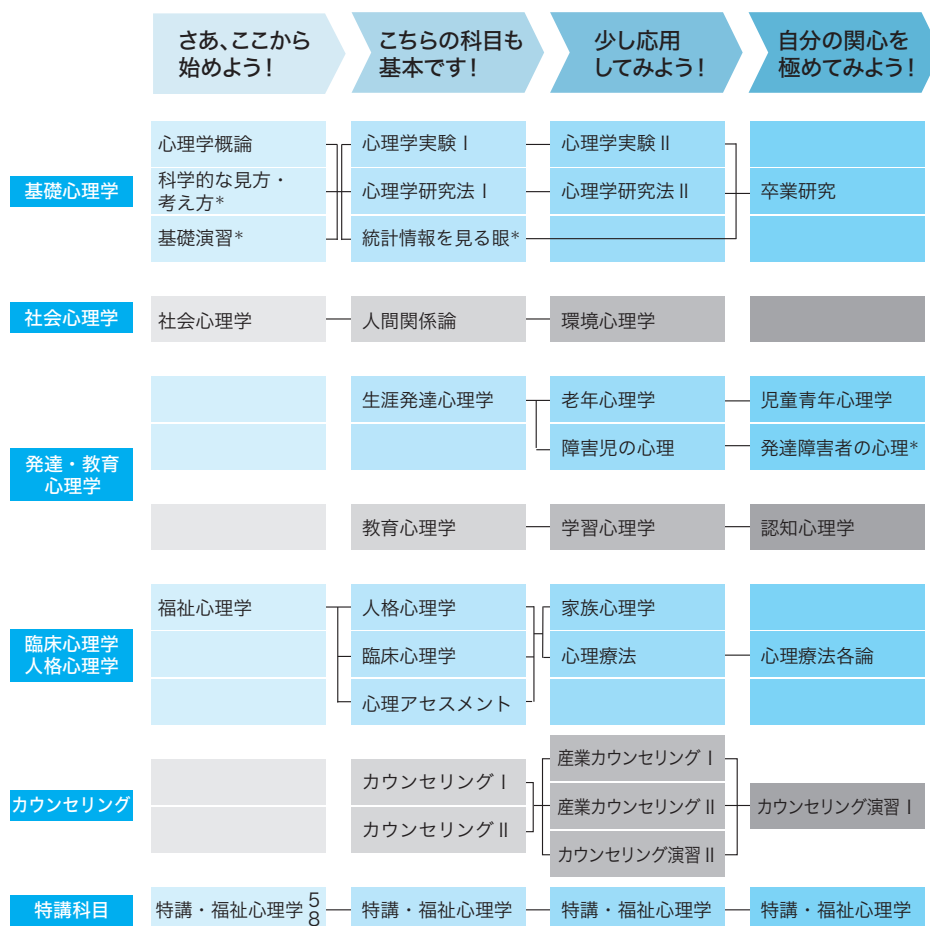 さあ、ここから
始めよう！
こちらの科目も
基本です！
少し応用
してみよう！
自分の関心を
極めてみよう！
基礎心理学
心理学概論
心理学実験Ⅰ
心理学実験Ⅱ
科学的な見方・
考え方*
心理学研究法Ⅰ
心理学研究法Ⅱ
卒業研究
基礎演習*
統計情報を見る眼*
社会心理学
社会心理学
人間関係論
環境心理学
発達・教育
心理学
生涯発達心理学
老年心理学
児童青年心理学
障害児の心理
発達障害者の心理*
教育心理学
学習心理学
認知心理学
臨床心理学
人格心理学
福祉心理学
人格心理学
家族心理学
臨床心理学
心理療法
心理療法各論
心理アセスメント
カウンセリング
カウンセリングⅠ
カウンセリングⅡ
産業カウンセリングⅠ
産業カウンセリングⅡ
カウンセリング演習Ⅱ
カウンセリング演習Ⅰ
特講科目
特講・福祉心理学 5
8
特講・福祉心理学
特講・福祉心理学
特講・福祉心理学